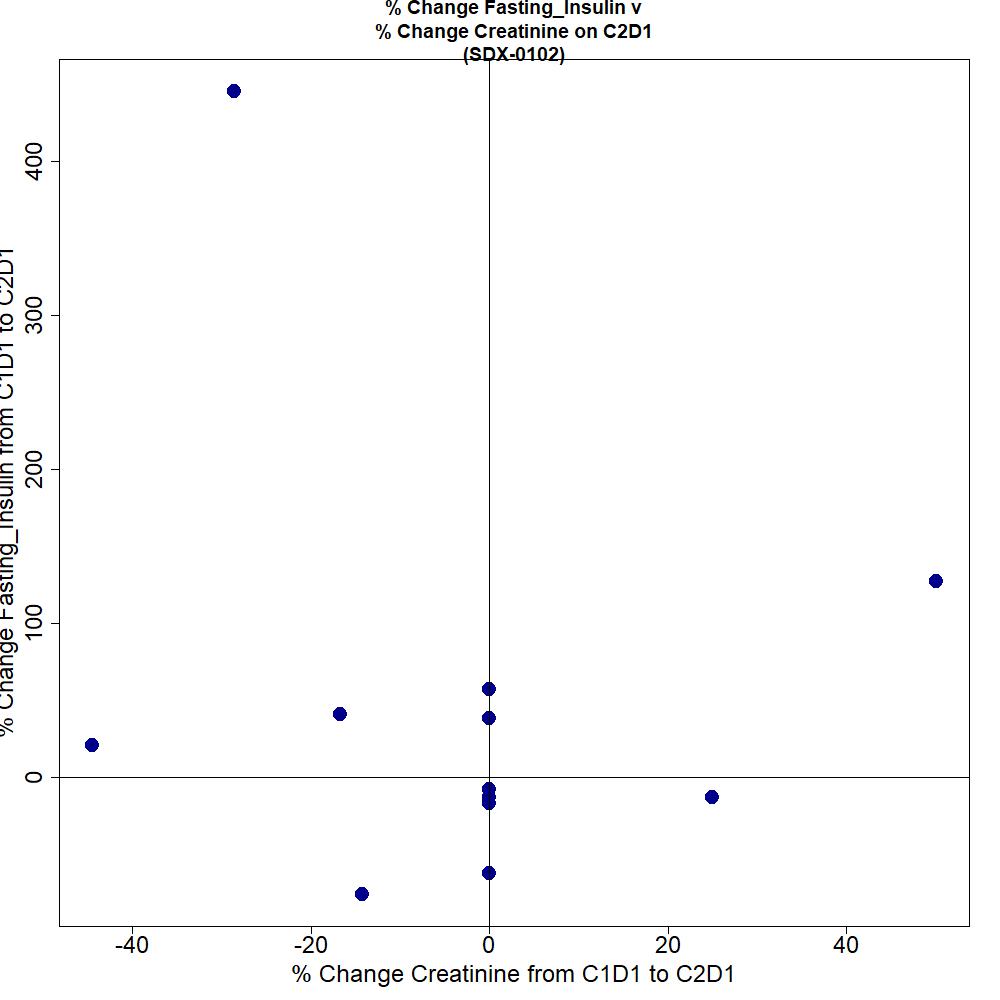 % Change Fasting_Insulin v
% Change Creatinine on C2D1
(SDX-0102)
% Change Fasting_Insulin from C1D1 to C2D1
400
300
200
100
0
-40
-20
0
20
40
% Change Creatinine from C1D1 to C2D1